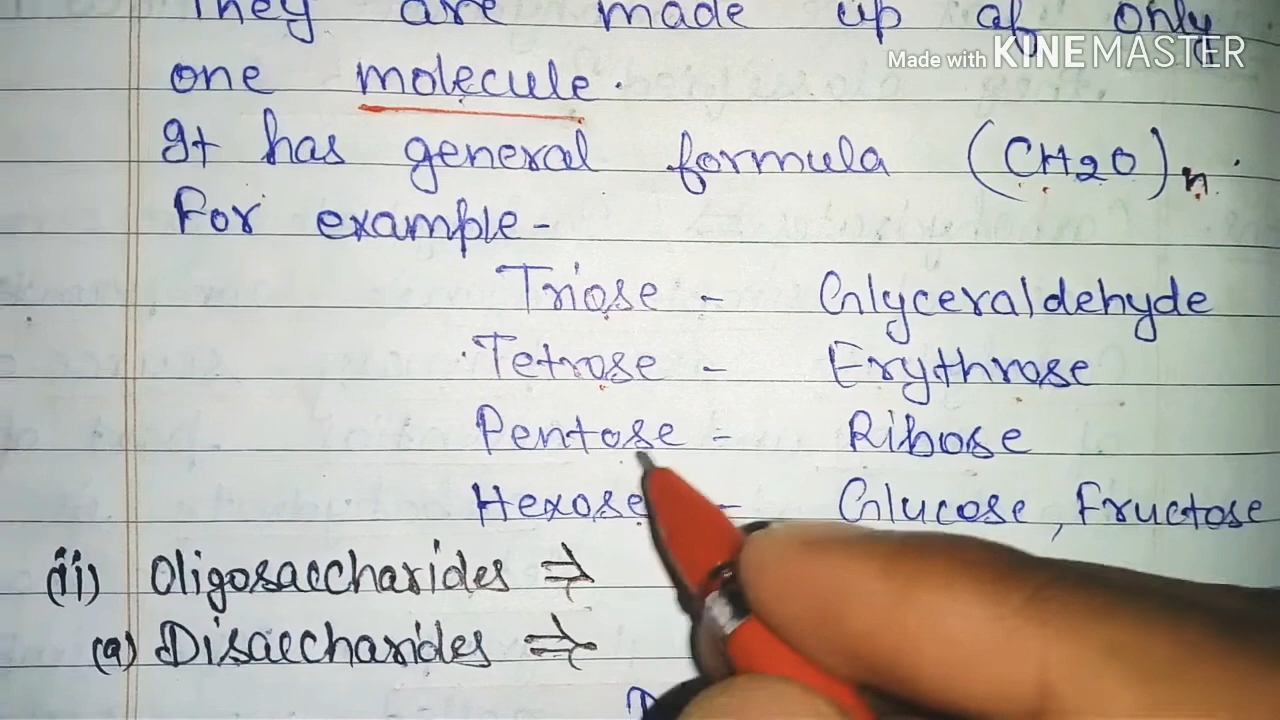 They are made up of only
Made with KINEMASTER
one molecule.
It has general formula (CH2O)n.
For example-
Triose - Glyceraldehyde
Tetrose - Erythrose
Pentose - Ribose
Hexose - Glucose, Fructose
(ii) Oligosaccharides ⇒
(a) Disaccharides ⇒